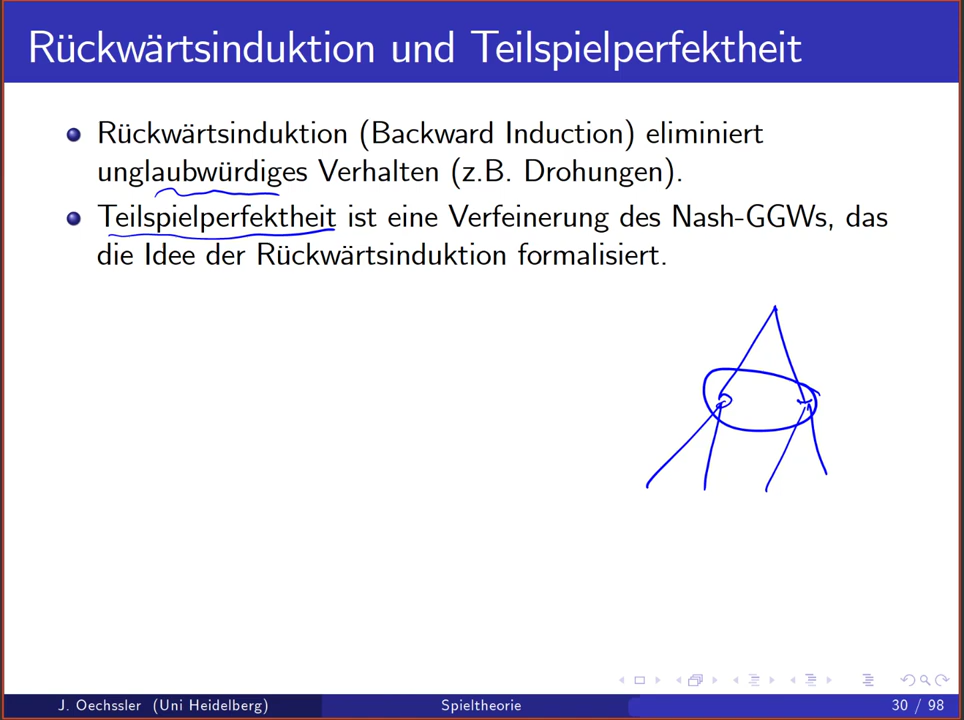 Rückwärtsinduktion und Teilspielperfektheit
Rückwärtsinduktion (Backward Induction) eliminiert
unglaubwürdiges Verhalten (z.B. Drohungen).
Teilspielperfektheit ist eine Verfeinerung des Nash-GGWs, das
die Idee der Rückwärtsinduktion formalisiert.
J. Oechssler (Uni Heidelberg)
Spieltheorie
30 / 98